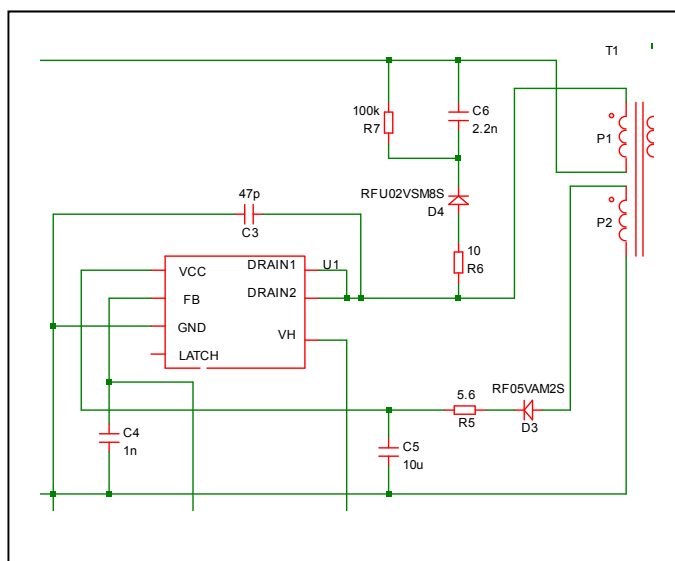 T1
100k
R7
C6
2.2n
P1
RFU02VSM8S
D4
47p
C3
P2
10
R6
U1
VCC
DRAIN1
FB
DRAIN2
GND
VH
LATCH
5.6
R5
RF05VAM2S
D3
C4
1n
C5
10u